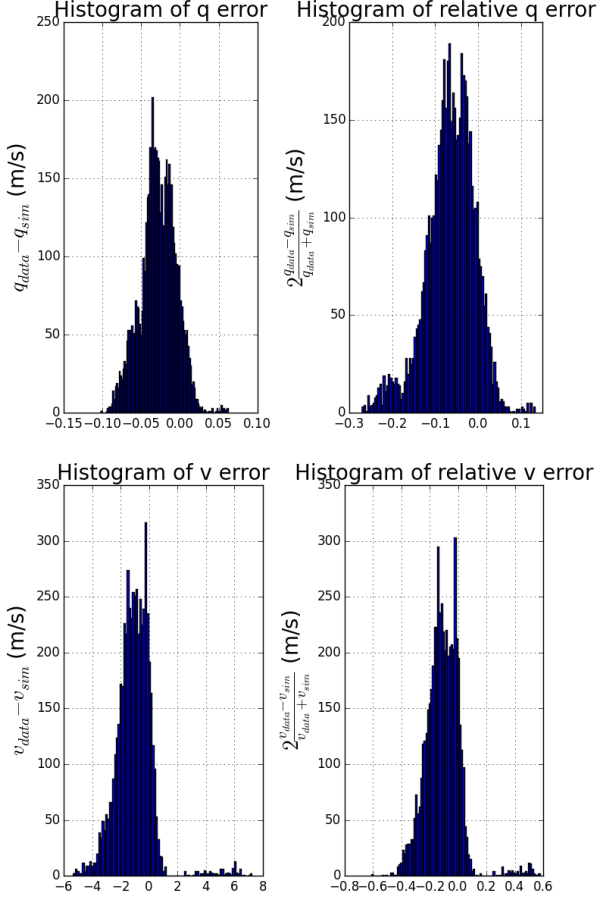 Histogram of q error
250
200
150
100
50
0
−0.15−0.10−0.05 0.00 0.05 0.10
q_data − q_sim (m/s)
Histogram of relative q error
200
150
100
50
0
−0.3 −0.2 −0.1 0.0 0.1
2 (q_data − q_sim)/(q_data + q_sim) (m/s)
Histogram of v error
350
300
250
200
150
100
50
0
−6 −4 −2 0 2 4 6 8
v_data − v_sim (m/s)
Histogram of relative v error
350
300
250
200
150
100
50
0
−0.8−0.6−0.4−0.2 0.0 0.2 0.4 0.6
2 (v_data − v_sim)/(v_data + v_sim) (m/s)